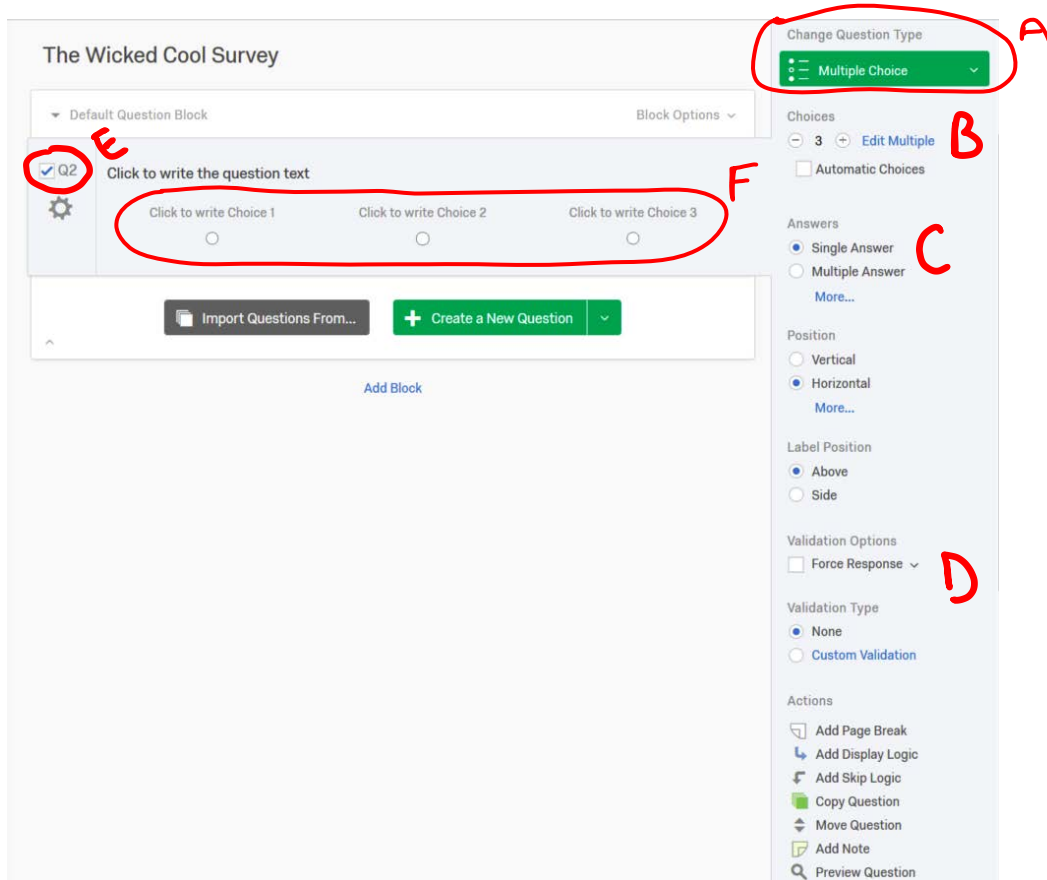 The Wicked Cool Survey
Default Question Block
Block Options
E
Q2
Click to write the question text
F
Click to write Choice 1
Click to write Choice 2
Click to write Choice 3
Import Questions From...
Create a New Question
Add Block
Change Question Type
A
Multiple Choice
Choices
3 Edit Multiple
B
Automatic Choices
Answers
Single Answer
C
Multiple Answer
More...
Position
Vertical
Horizontal
More...
Label Position
Above
Side
Validation Options
Force Response
D
Validation Type
None
Custom Validation
Actions
Add Page Break
Add Display Logic
Add Skip Logic
Copy Question
Move Question
Add Note
Preview Question